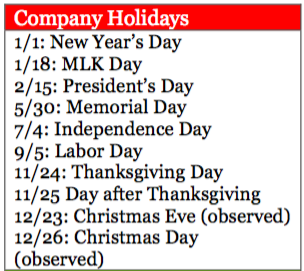 Company Holidays
1/1: New Year's Day
1/18: MLK Day
2/15: President's Day
5/30: Memorial Day
7/4: Independence Day
9/5: Labor Day
11/24: Thanksgiving Day
11/25 Day after Thanksgiving
12/23: Christmas Eve (observed)
12/26: Christmas Day
(observed)